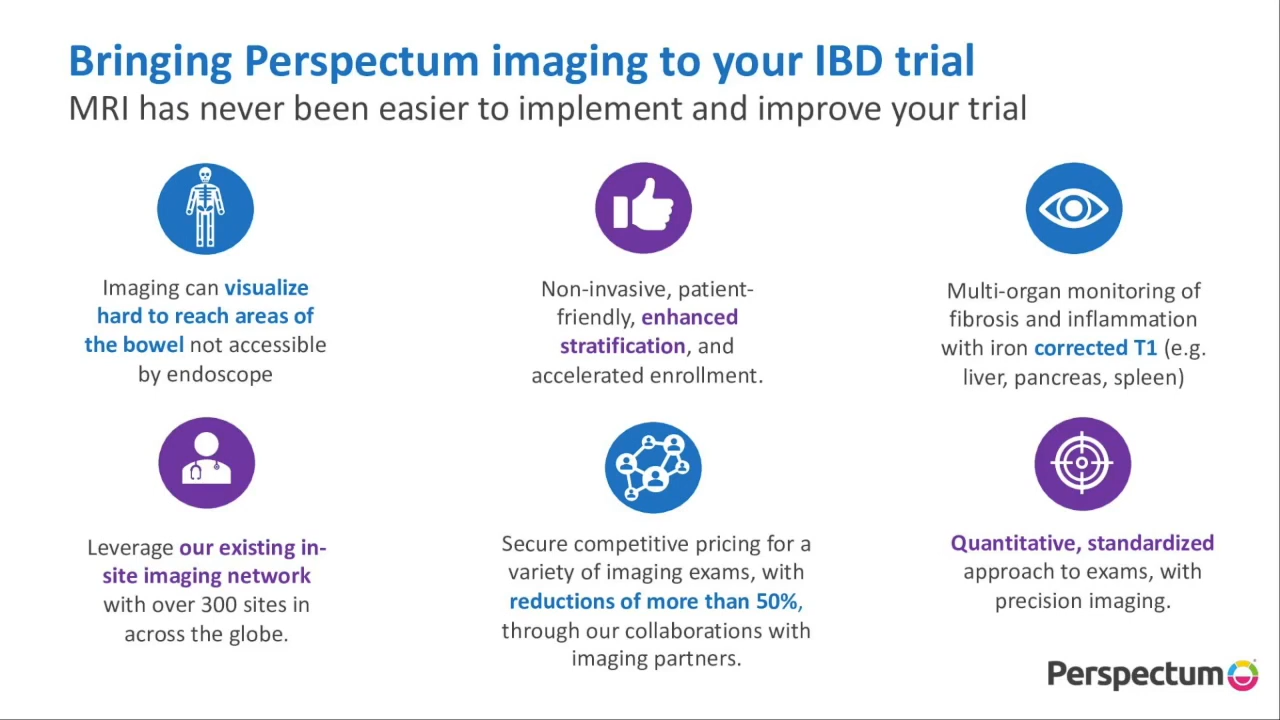 Bringing Perspectum imaging to your IBD trial
MRI has never been easier to implement and improve your trial
Imaging can visualize
hard to reach areas of
the bowel not accessible
by endoscope
Non-invasive, patient-
friendly, enhanced
stratification, and
accelerated enrollment.
Multi-organ monitoring of
fibrosis and inflammation
with iron corrected T1 (e.g.
liver, pancreas, spleen)
Leverage our existing in-
site imaging network
with over 300 sites in
across the globe.
Secure competitive pricing for a
variety of imaging exams, with
reductions of more than 50%,
through our collaborations with
imaging partners.
Quantitative, standardized
approach to exams, with
precision imaging.
Perspectum